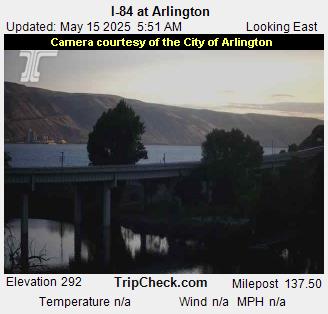 I-84 at Arlington
Updated: May 15 2025 5:51 AM Looking East
Camera courtesy of the City of Arlington
Elevation 292 TripCheck.com Milepost 137.50
Temperature n/a Wind n/a MPH n/a